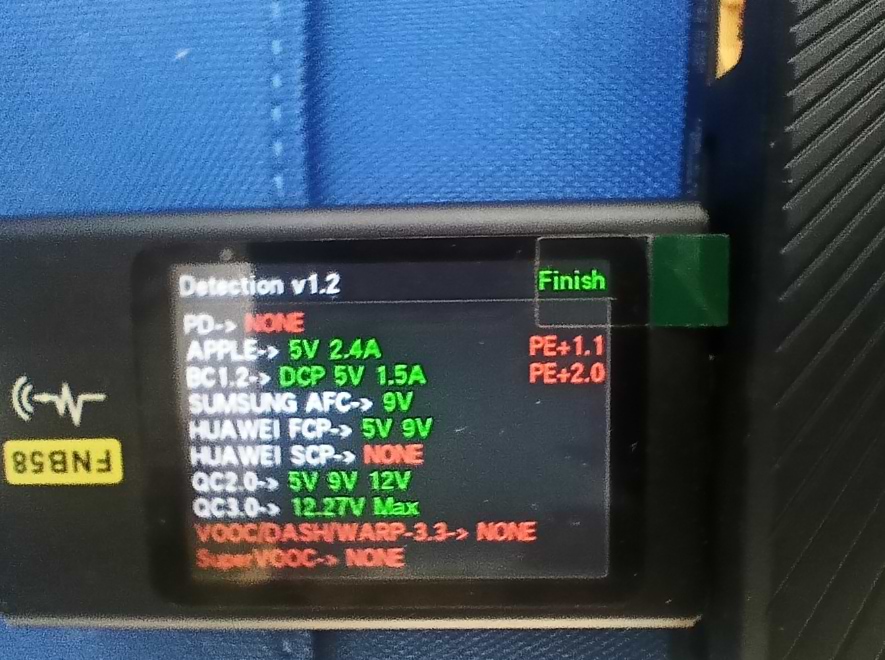 Detection v1.2 Finish
PD-> NONE
APPLE-> 5V 2.4A PE+1.1
BC1.2-> DCP 5V 1.5A PE+2.0
SUMSUNG AFC-> 9V
HUAWEI FCP-> 5V 9V
HUAWEI SCP-> NONE
QC2.0-> 5V 9V 12V
QC3.0-> 12.27V Max
VOOC/DASH/WARP-3.3-> NONE
SuperVOOC-> NONE
FNB58